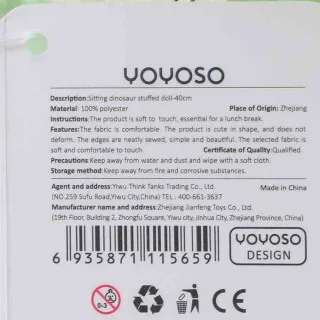 YOYOSO
Description:Sitting dinosaur stuffed doll-40cm
Material: 100% polyester Place of Origin: Zhejiang
Instructions:The product is soft to touch, essential for a lunch break.
Features:The fabric is comfortable. The product is cute in shape, and does not
deform. The edges are neatly sewed, simple and beautiful. The selected fabric is
soft and comfortable to touch. Certificate of Quality:Qualified.
Precautions:Keep away from water and dust and wipe with a soft cloth.
Storage method:Keep away from fire and corrosive substances.
Agent and address:Yiwu Think Tanks Trading Co., Ltd. Made in China
(NO.259 Sufu Road,Yiwu City,China) TEL : 400-661-3637
Manufacturer name and address:Zhejiang Jianfeng Toys Co., Ltd.
(19th Floor, Building 2, Zhongfu Square, Yiwu city, Jinhua City, Zhejiang Province, China)
6 935871 115659
YOYOSO
DESIGN
0-3
CE